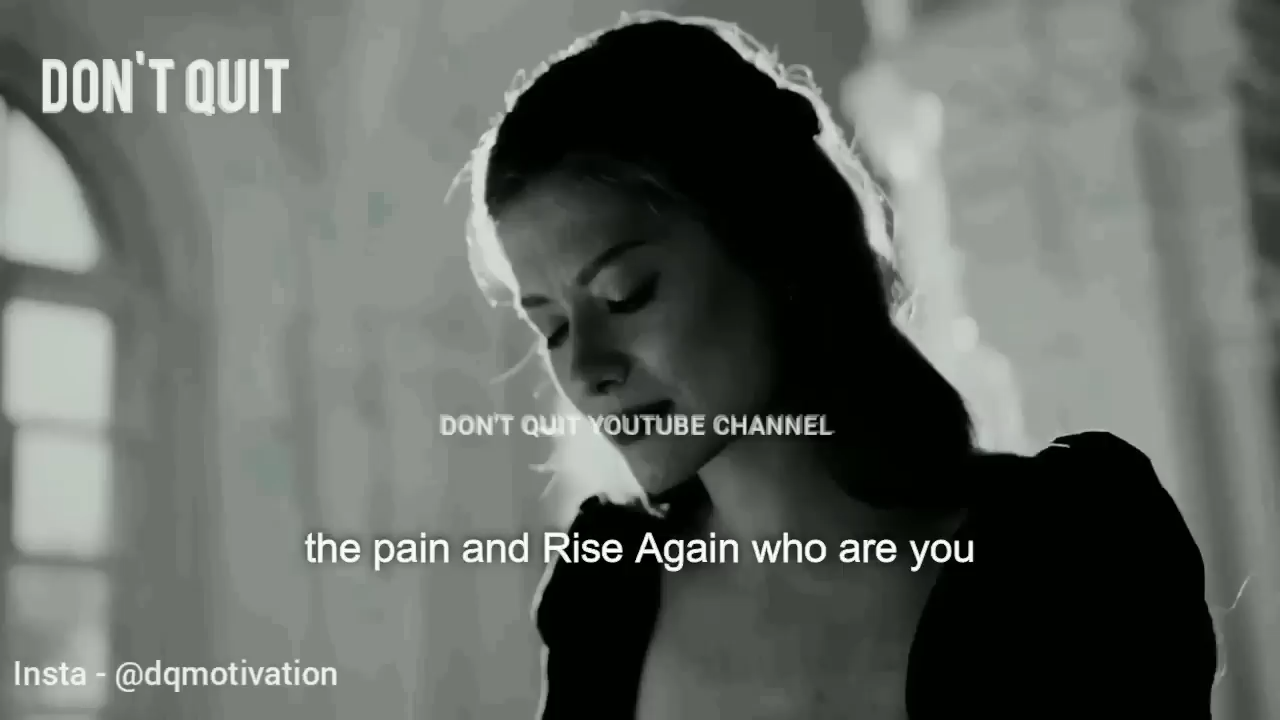 DON'T QUIT
DON'T QUIT YOUTUBE CHANNEL
the pain and Rise Again who are you
Insta - @dqmotivation